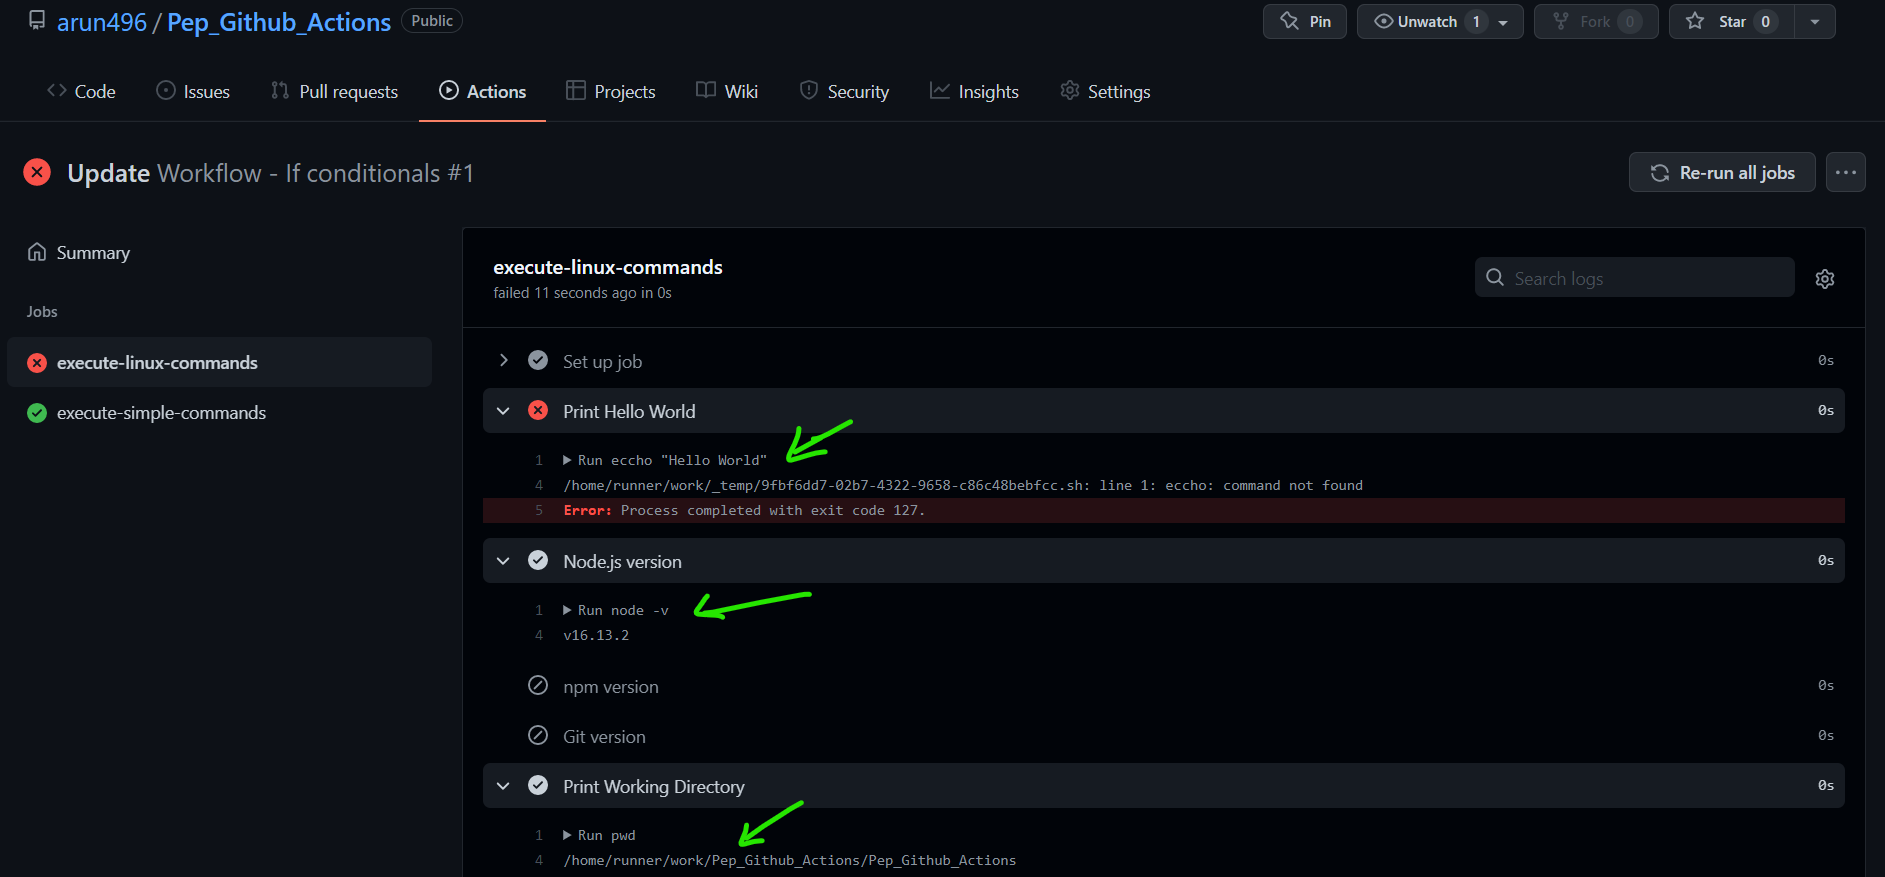 arun496 / Pep_Github_Actions Public
Pin
Unwatch 1
Fork 0
Star 0
Code
Issues
Pull requests
Actions
Projects
Wiki
Security
Insights
Settings
Update Workflow - If conditionals #1
Re-run all jobs
Summary
Jobs
execute-linux-commands
execute-simple-commands
execute-linux-commands
failed 11 seconds ago in 0s
Search logs
Set up job 0s
Print Hello World 0s
1 Run eccho "Hello World"
4 /home/runner/work/_temp/9fbf6dd7-02b7-4322-9658-c86c48bebfcc.sh: line 1: eccho: command not found
5 Error: Process completed with exit code 127.
Node.js version 0s
1 Run node -v
4 v16.13.2
npm version 0s
Git version 0s
Print Working Directory 0s
1 Run pwd
4 /home/runner/work/Pep_Github_Actions/Pep_Github_Actions